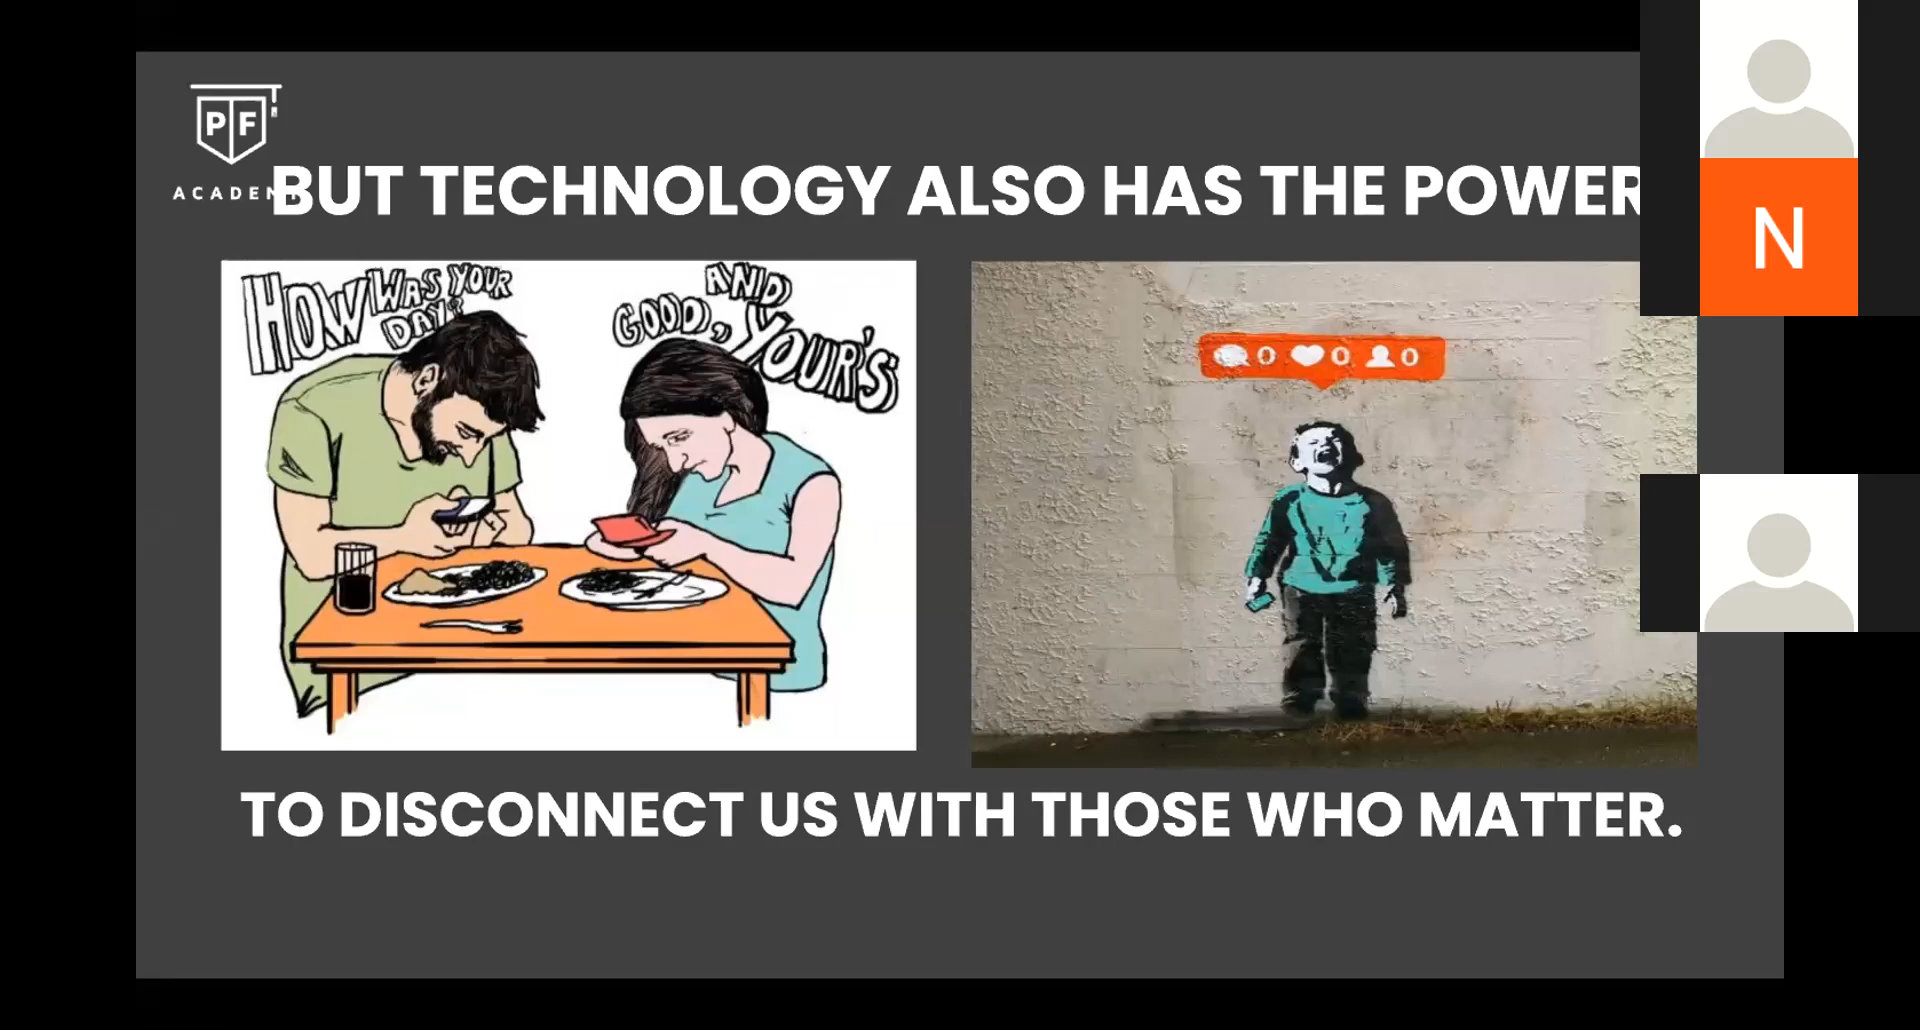 PF
ACADEM
BUT TECHNOLOGY ALSO HAS THE POWER
HOW WAS YOUR
DAY?
AND
GOOD, YOUR'S
0 0 0
TO DISCONNECT US WITH THOSE WHO MATTER.
N